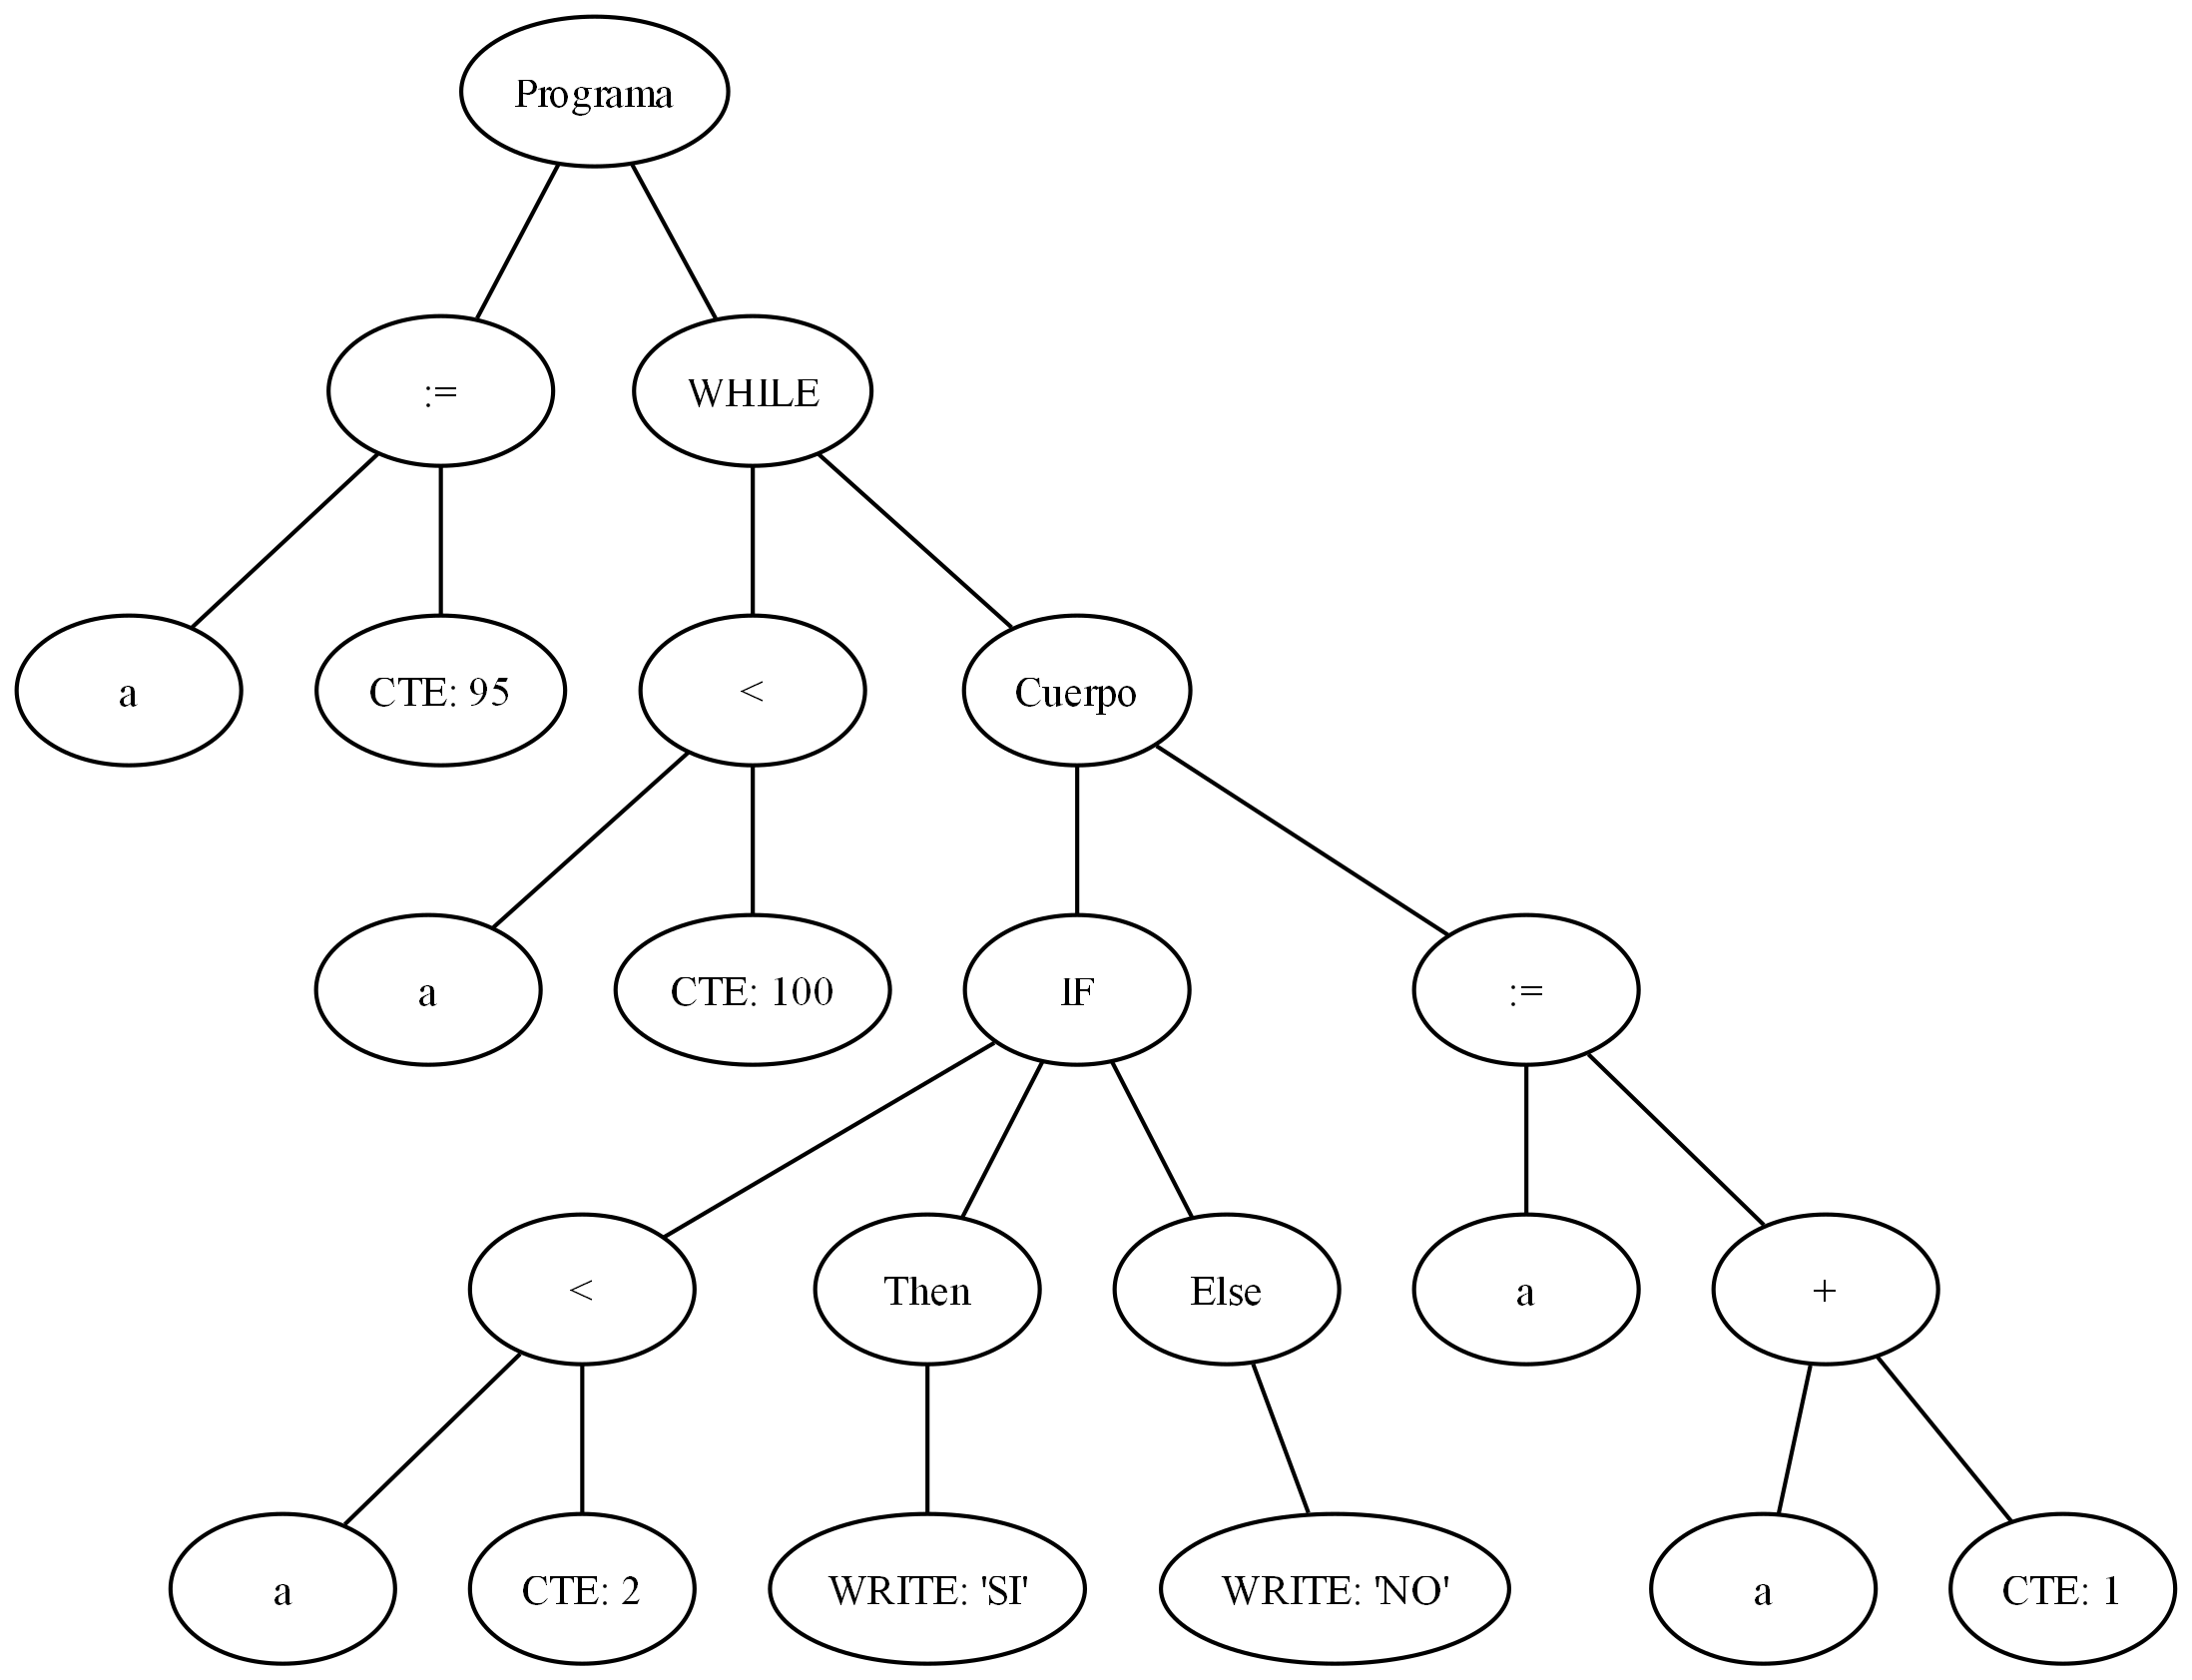 Programa
:=
WHILE
a
CTE: 95
<
Cuerpo
a
CTE: 100
IF
:=
<
Then
Else
a
+
a
CTE: 2
WRITE: 'SI'
WRITE: 'NO'
a
CTE: 1